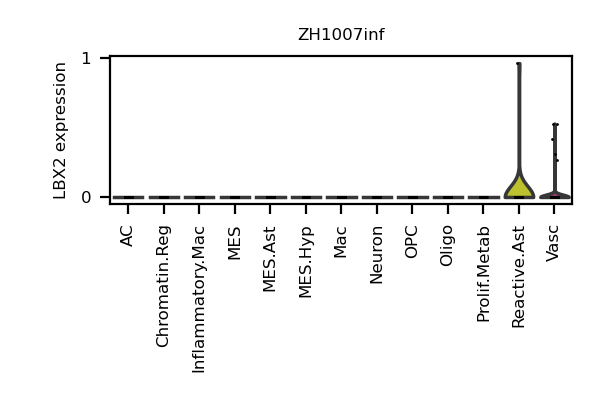 ZH1007inf
LBX2 expression
1
0
AC
Chromatin.Reg
Inflammatory.Mac
MES
MES.Ast
MES.Hyp
Mac
Neuron
OPC
Oligo
Prolif.Metab
Reactive.Ast
Vasc